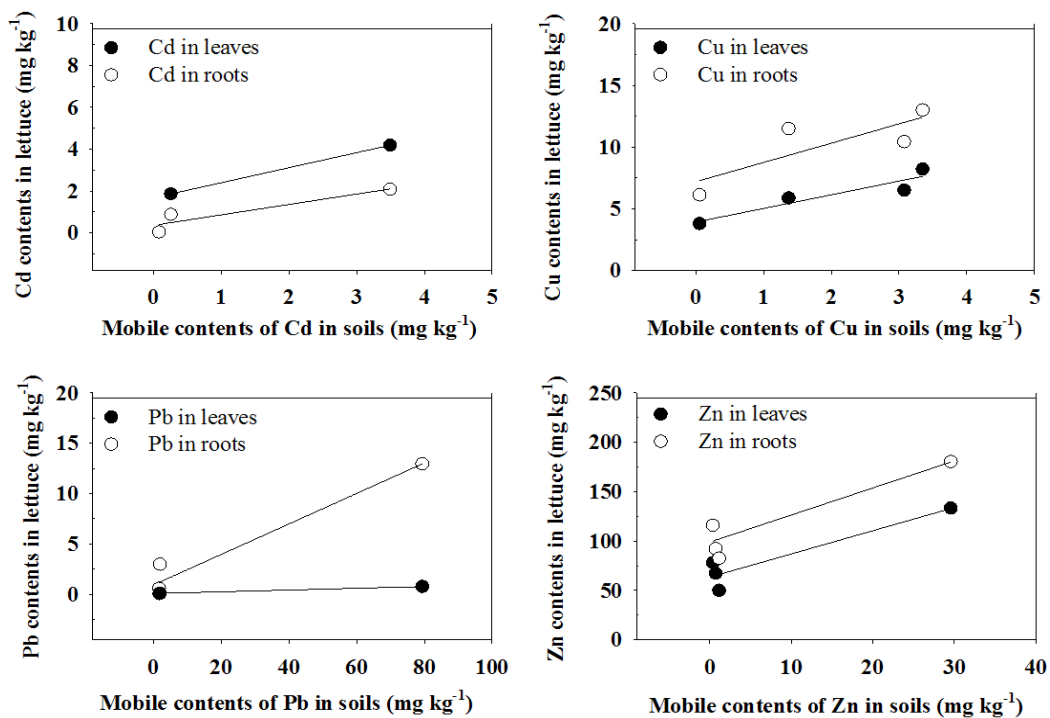 Cd contents in lettuce (mg kg⁻¹)
10
8
6
4
2
0
Cd in leaves
Cd in roots
0 1 2 3 4 5
Mobile contents of Cd in soils (mg kg⁻¹)
Cu contents in lettuce (mg kg⁻¹)
20
15
10
5
0
Cu in leaves
Cu in roots
0 1 2 3 4 5
Mobile contents of Cu in soils (mg kg⁻¹)
Pb contents in lettuce (mg kg⁻¹)
20
15
10
5
0
Pb in leaves
Pb in roots
0 20 40 60 80 100
Mobile contents of Pb in soils (mg kg⁻¹)
Zn contents in lettuce (mg kg⁻¹)
250
200
150
100
50
0
Zn in leaves
Zn in roots
0 10 20 30 40
Mobile contents of Zn in soils (mg kg⁻¹)